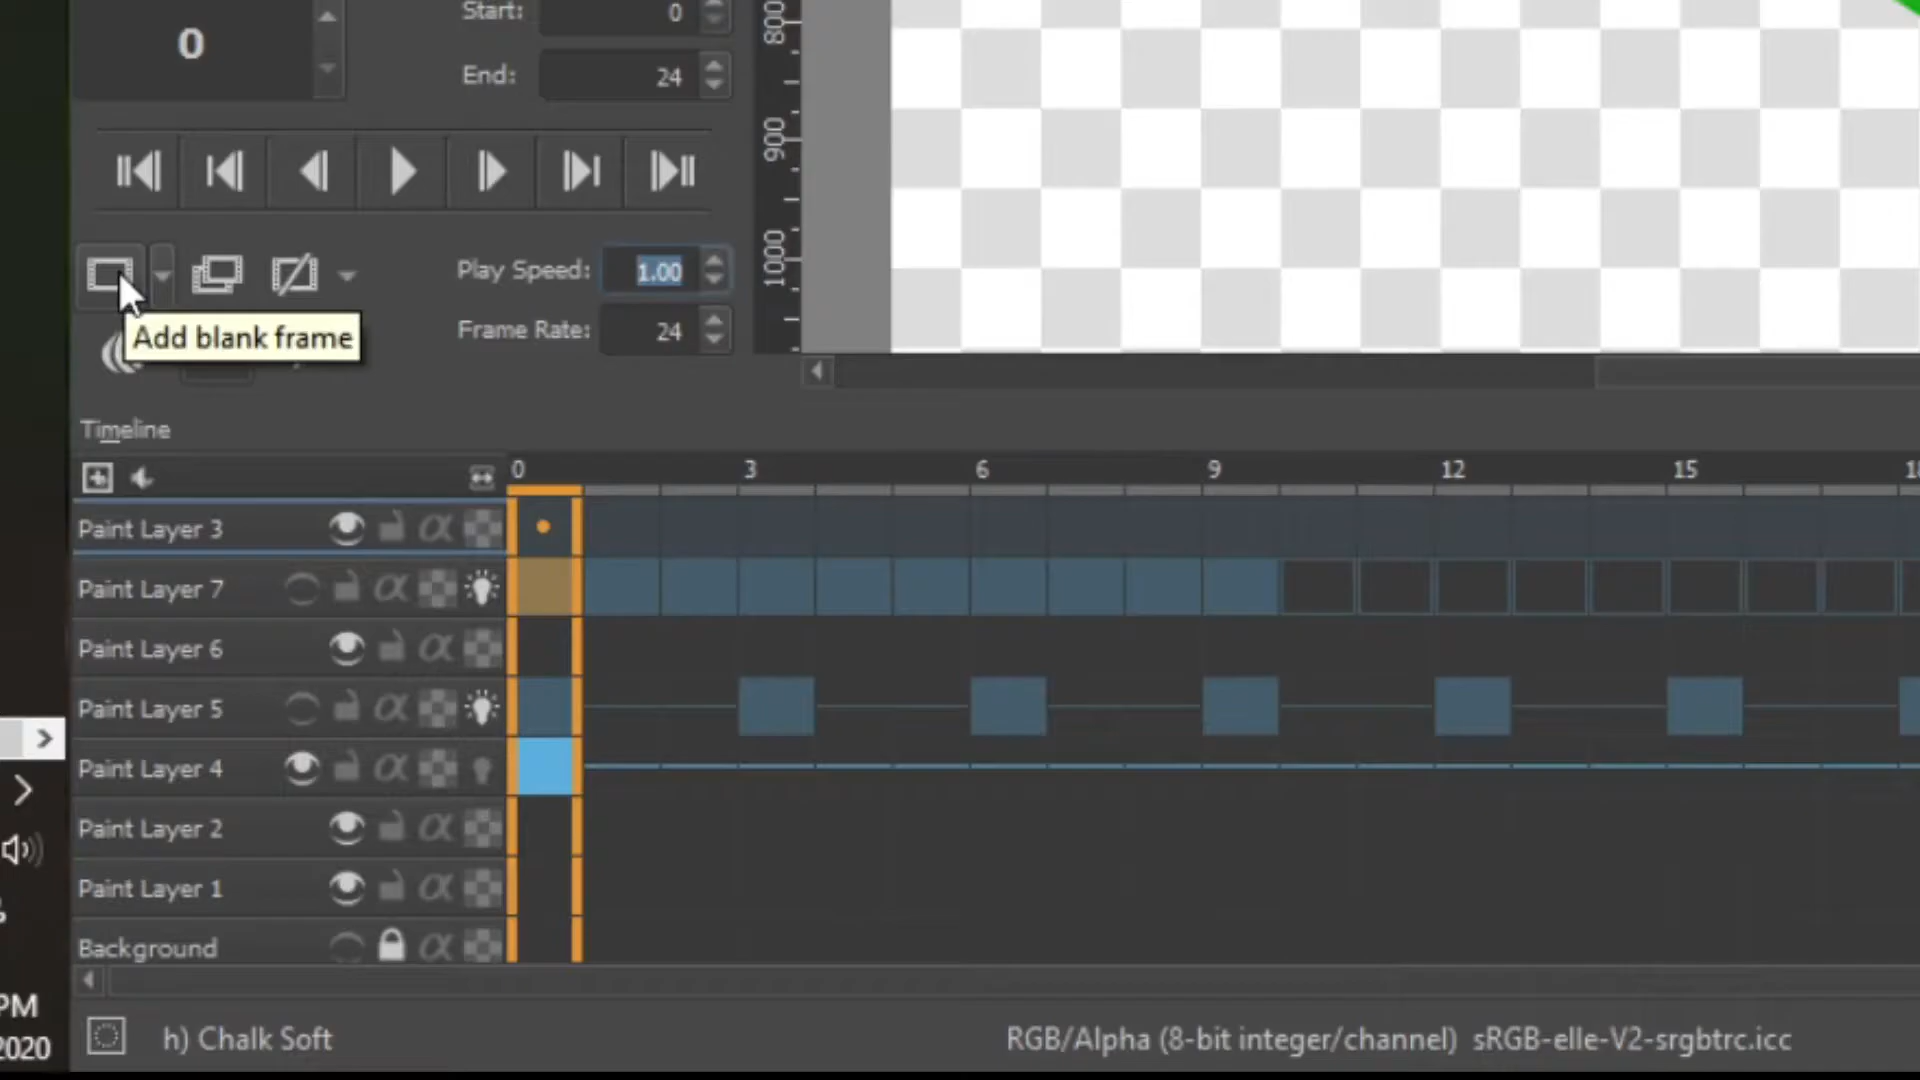 Start: 0
0
End: 24
800
900
1000
Play Speed: 1.00
Add blank frame
Frame Rate: 24
Timeline
0 3 6 9 12 15
Paint Layer 3
Paint Layer 7
Paint Layer 6
Paint Layer 5
Paint Layer 4
Paint Layer 2
Paint Layer 1
Background
PM
2020
h) Chalk Soft
RGB/Alpha (8-bit integer/channel) sRGB-elle-V2-srgbtrc.icc